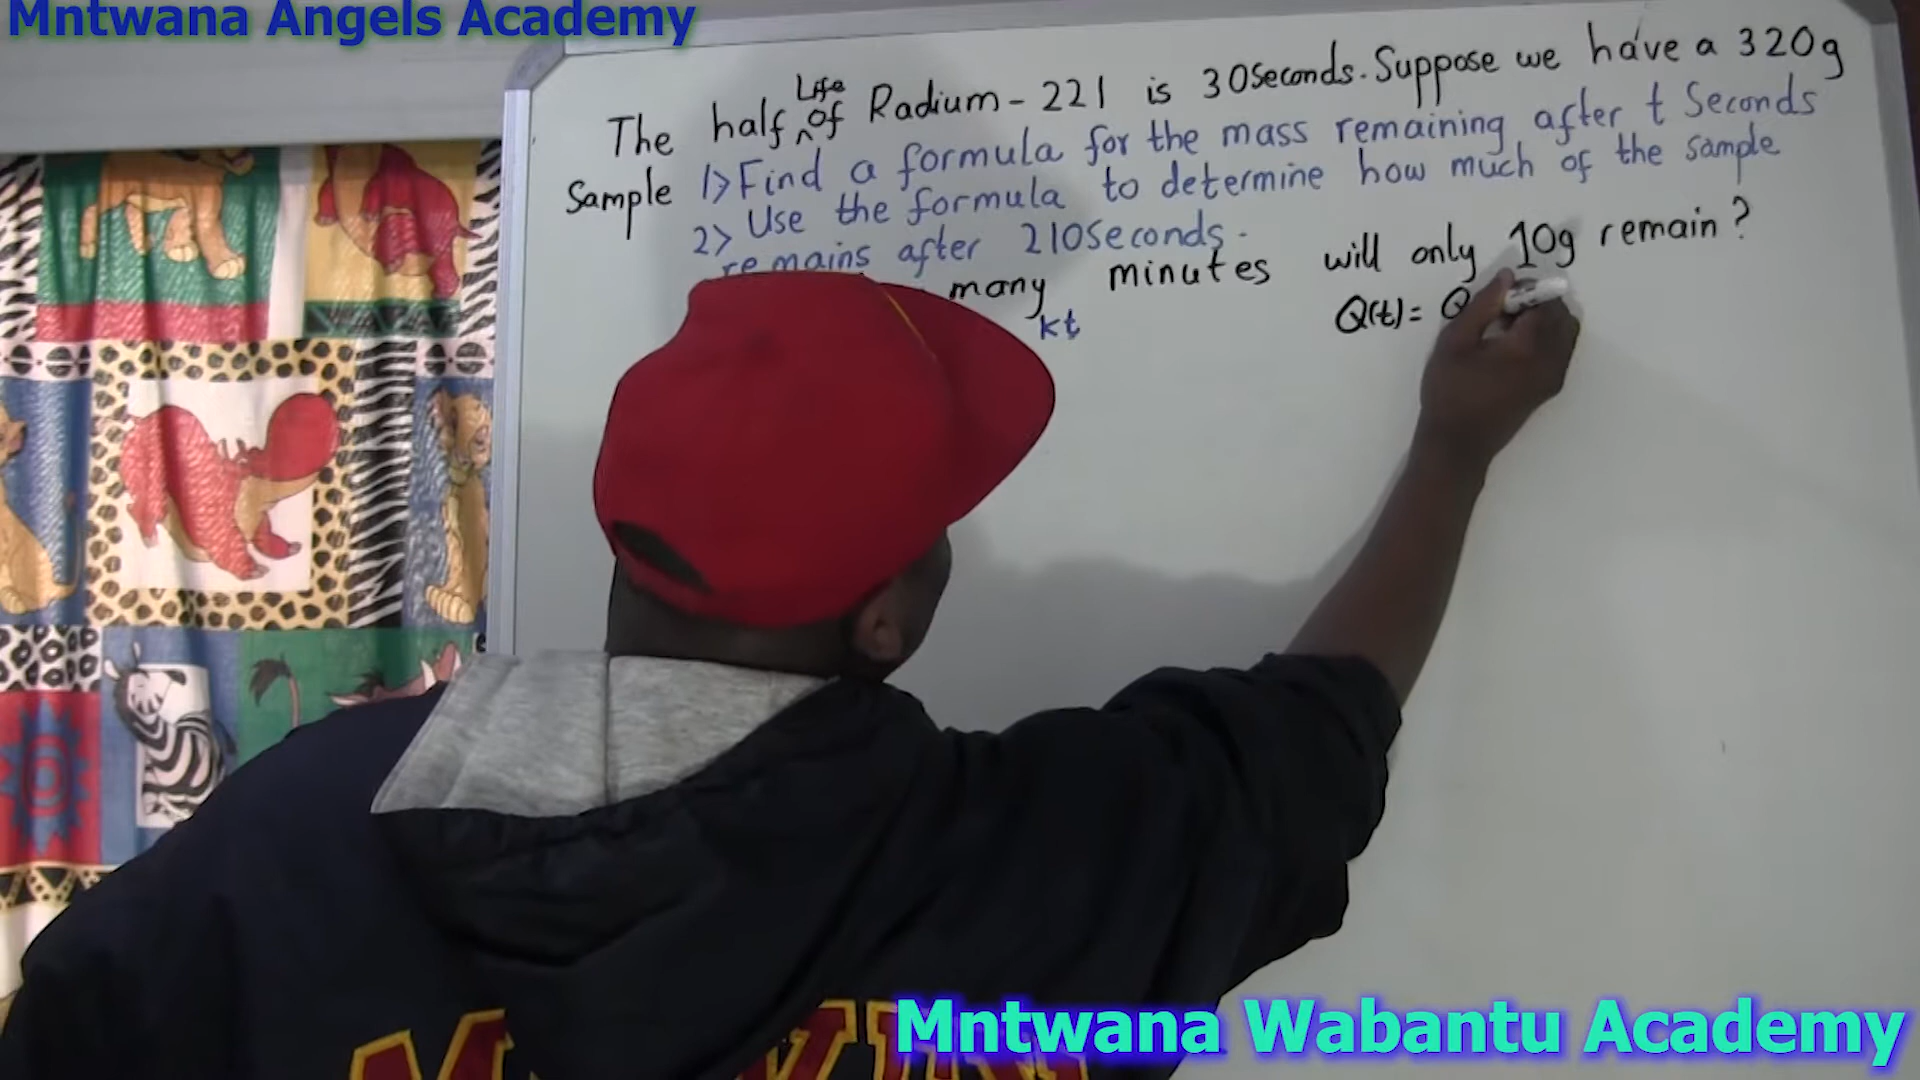 Mntwana Angels Academy
The half ^ Life of Radium - 221 is 30seconds. Suppose we have a 320g
Sample 1> Find a formula for the mass remaining after t Seconds
2> Use the formula to determine how much of the sample
remains after 210seconds.
many minutes will only 10g remain?
kt
Q(t) = Q
Mntwana Wabantu Academy